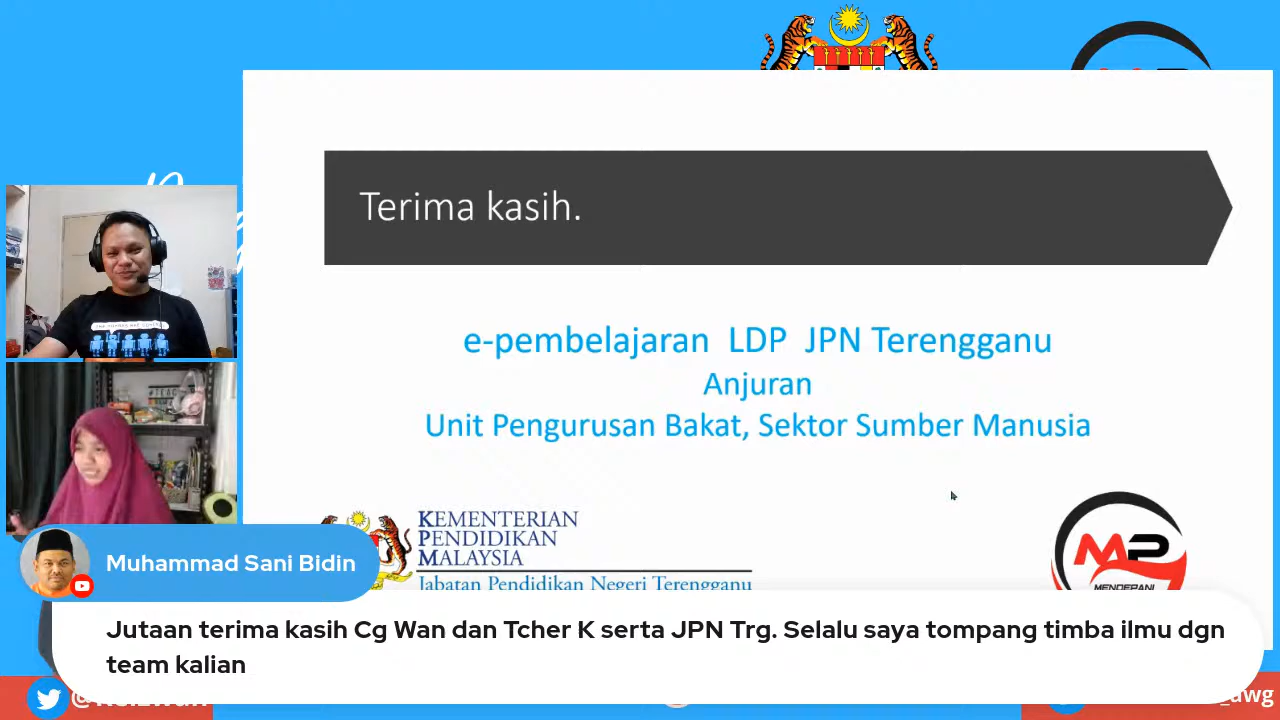 Terima kasih.
e-pembelajaran LDP JPN Terengganu
Anjuran
Unit Pengurusan Bakat, Sektor Sumber Manusia
KEMENTERIAN
PENDIDIKAN
MALAYSIA
Jabatan Pendidikan Negeri Terengganu
MP
MENDEPANI
Muhammad Sani Bidin
Jutaan terima kasih Cg Wan dan Tcher K serta JPN Trg. Selalu saya tompang timba ilmu dgn
team kalian